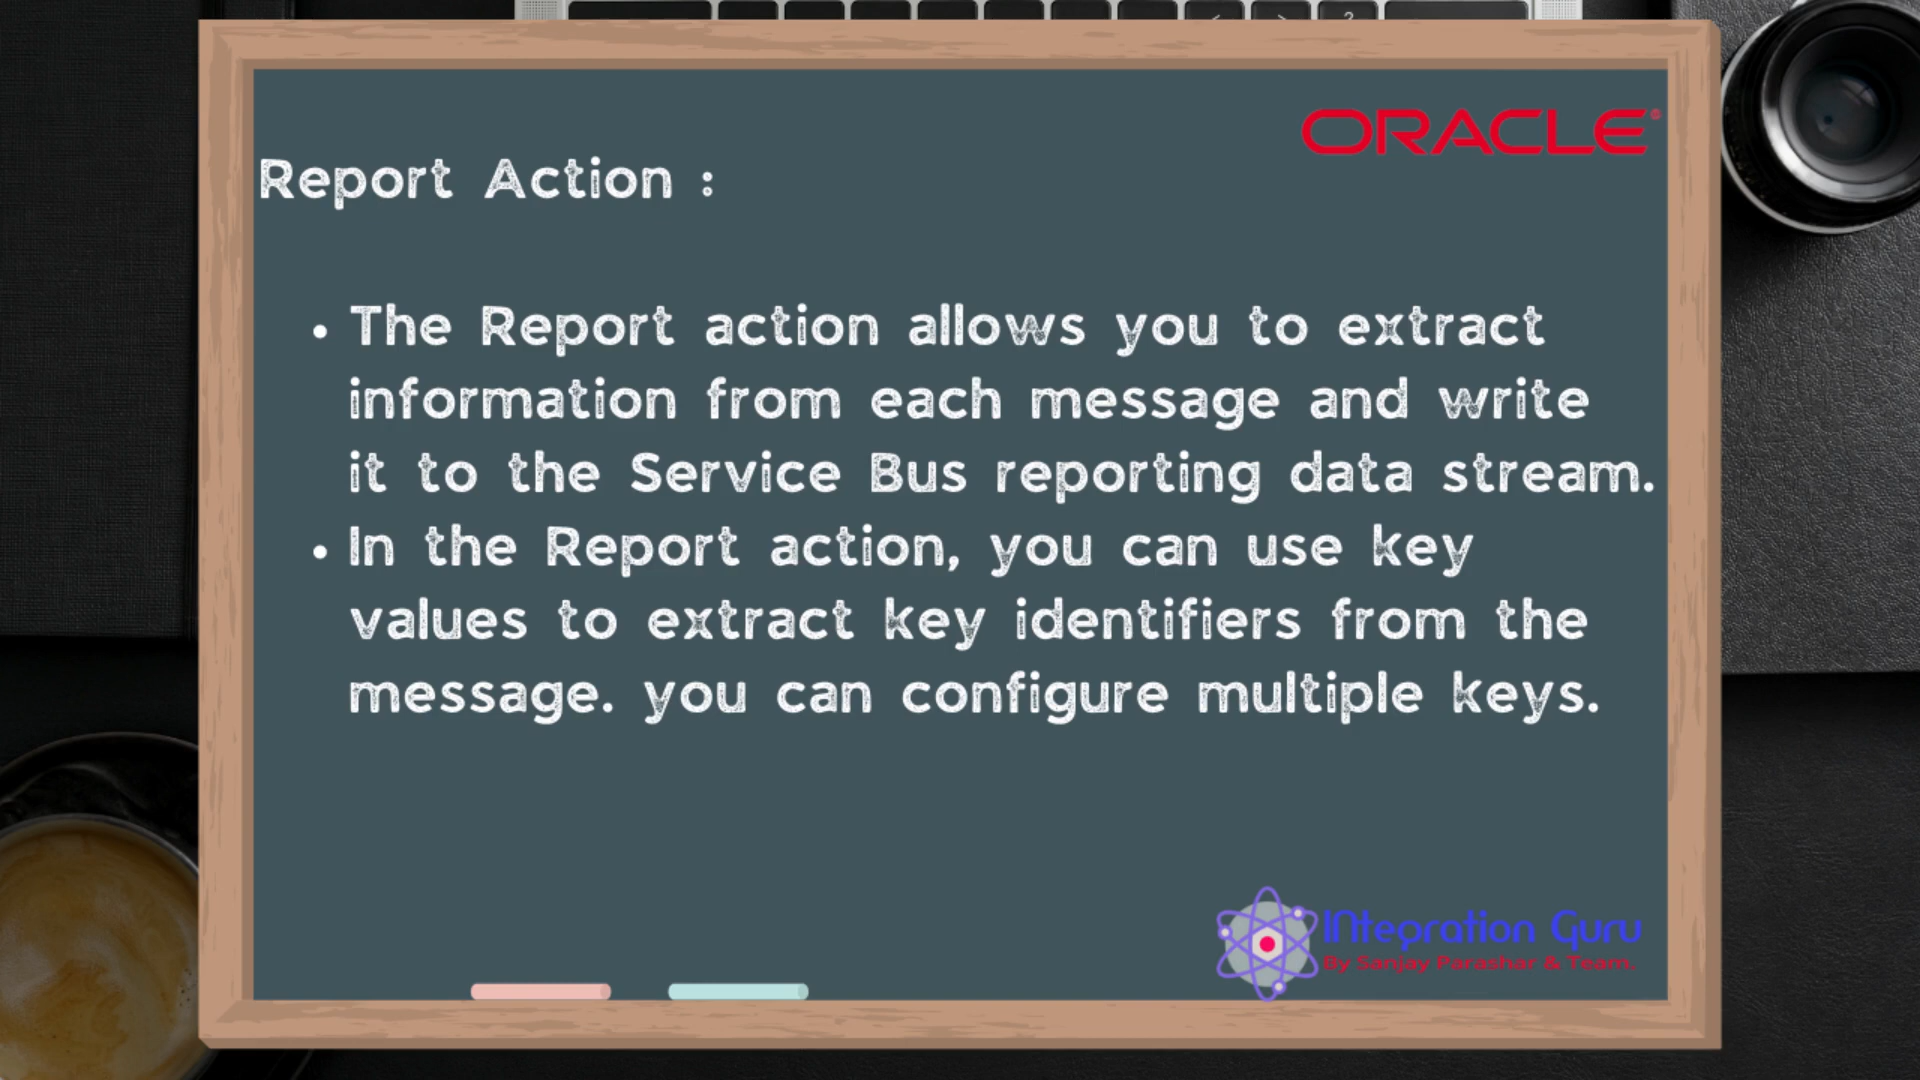 ORACLE®
Report Action :
• The Report action allows you to extract
information from each message and write
it to the Service Bus reporting data stream.
• In the Report action, you can use key
values to extract key identifiers from the
message. you can configure multiple keys.
INtegration Guru
By Sanjay Parashar & Team.